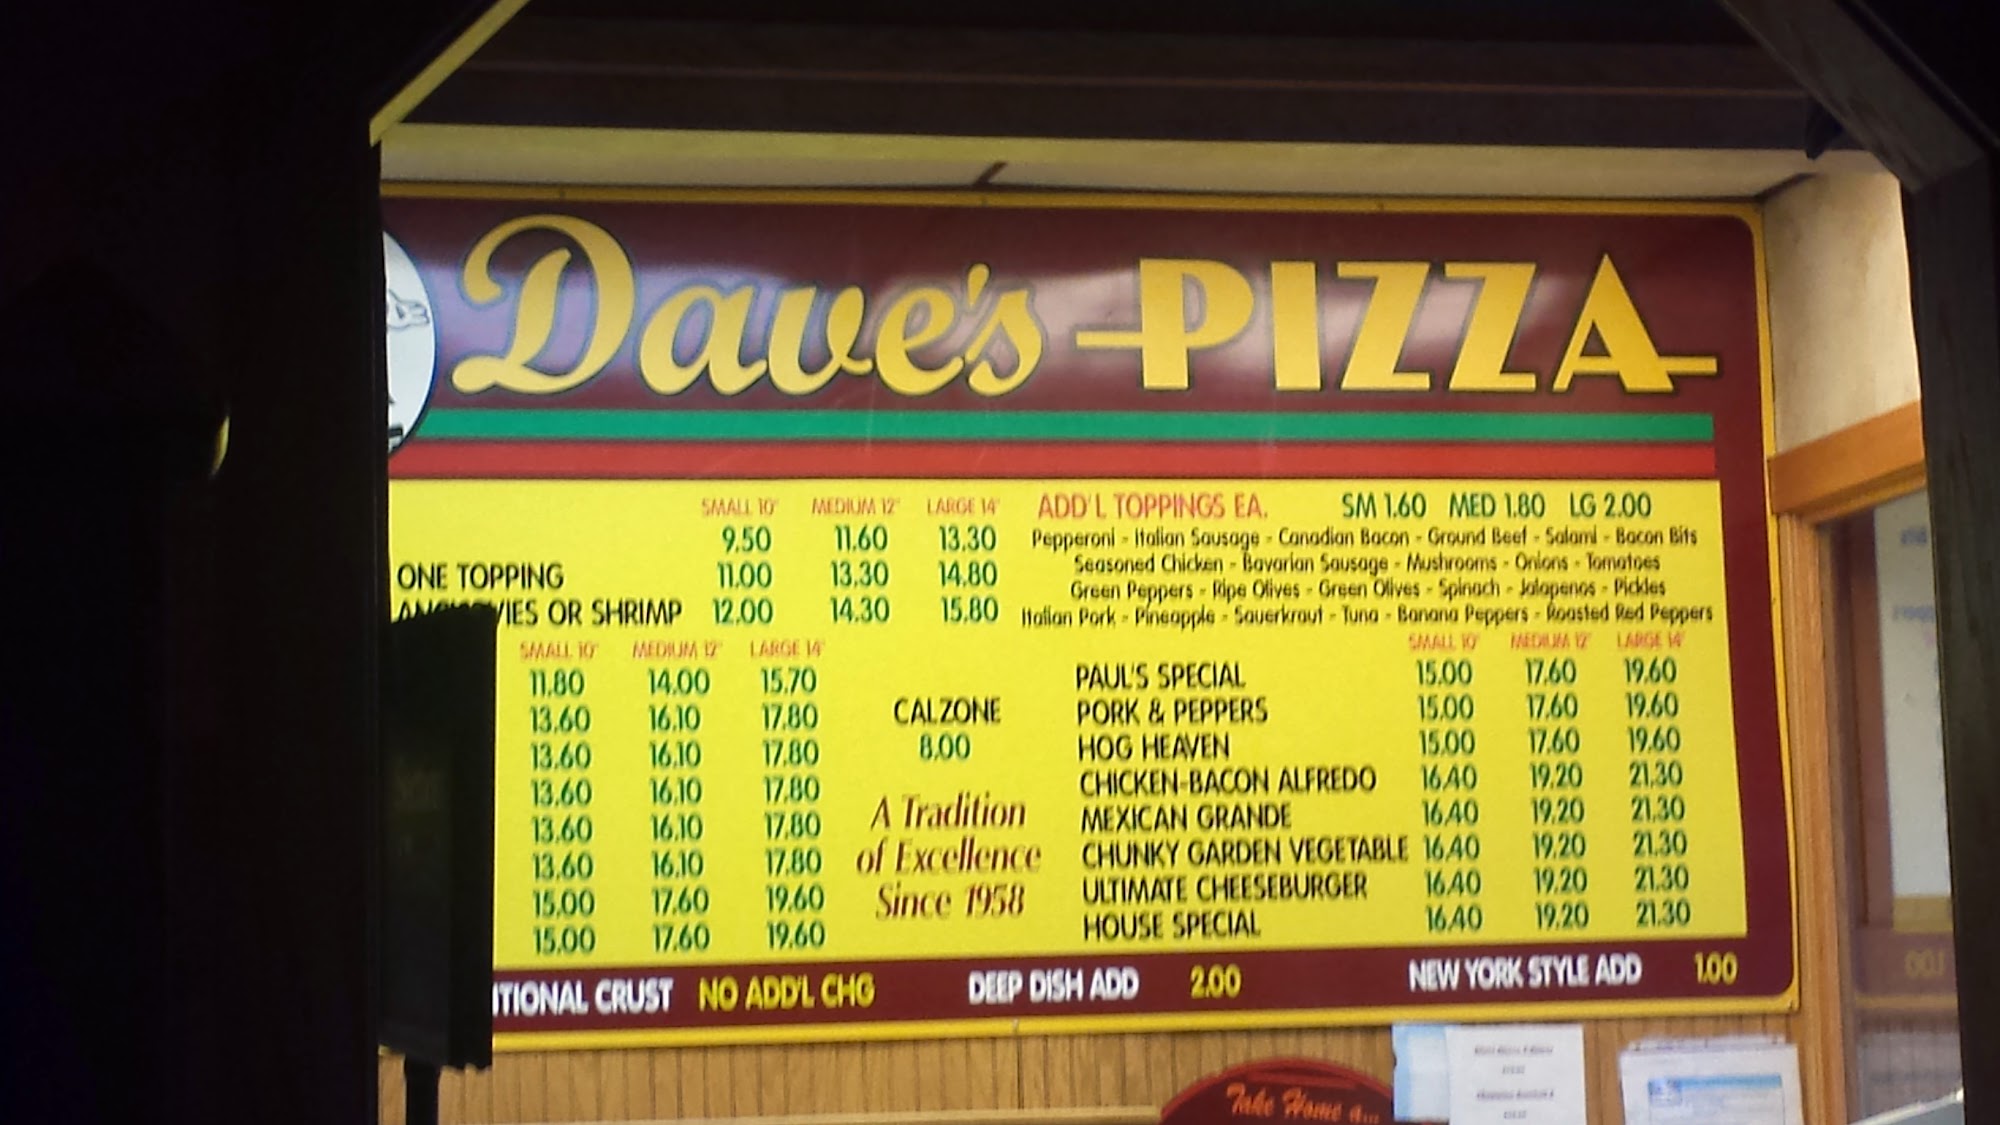 Dave's PIZZA
SMALL 10" MEDIUM 12" LARGE 14"
9.50 11.60 13.30
ONE TOPPING 11.00 13.30 14.80
OR SHRIMP 12.00 14.30 15.80
ADD'L TOPPINGS EA. SM 1.60 MED 1.80 LG 2.00
Pepperoni - Italian Sausage - Canadian Bacon - Ground Beef - Salami - Bacon Bits
Seasoned Chicken - Bavarian Sausage - Mushrooms - Onions - Tomatoes
Green Peppers - Ripe Olives - Green Olives - Spinach - Jalapenos - Pickles
Italian Pork - Pineapple - Sauerkraut - Tuna - Banana Peppers - Roasted Red Peppers
SMALL 10" MEDIUM 12" LARGE 14"
11.80 14.00 15.70
13.60 16.10 17.80
13.60 16.10 17.80
13.60 16.10 17.80
13.60 16.10 17.80
13.60 16.10 17.80
15.00 17.60 19.60
15.00 17.60 19.60
CALZONE
8.00
A Tradition
of Excellence
Since 1958
SMALL 10" MEDIUM 12" LARGE 14"
PAUL'S SPECIAL 15.00 17.60 19.60
PORK & PEPPERS 15.00 17.60 19.60
HOG HEAVEN 15.00 17.60 19.60
CHICKEN-BACON ALFREDO 16.40 19.20 21.30
MEXICAN GRANDE 16.40 19.20 21.30
CHUNKY GARDEN VEGETABLE 16.40 19.20 21.30
ULTIMATE CHEESEBURGER 16.40 19.20 21.30
HOUSE SPECIAL 16.40 19.20 21.30
ITIONAL CRUST NO ADD'L CHG DEEP DISH ADD 2.00 NEW YORK STYLE ADD 1.00
Take Home a...